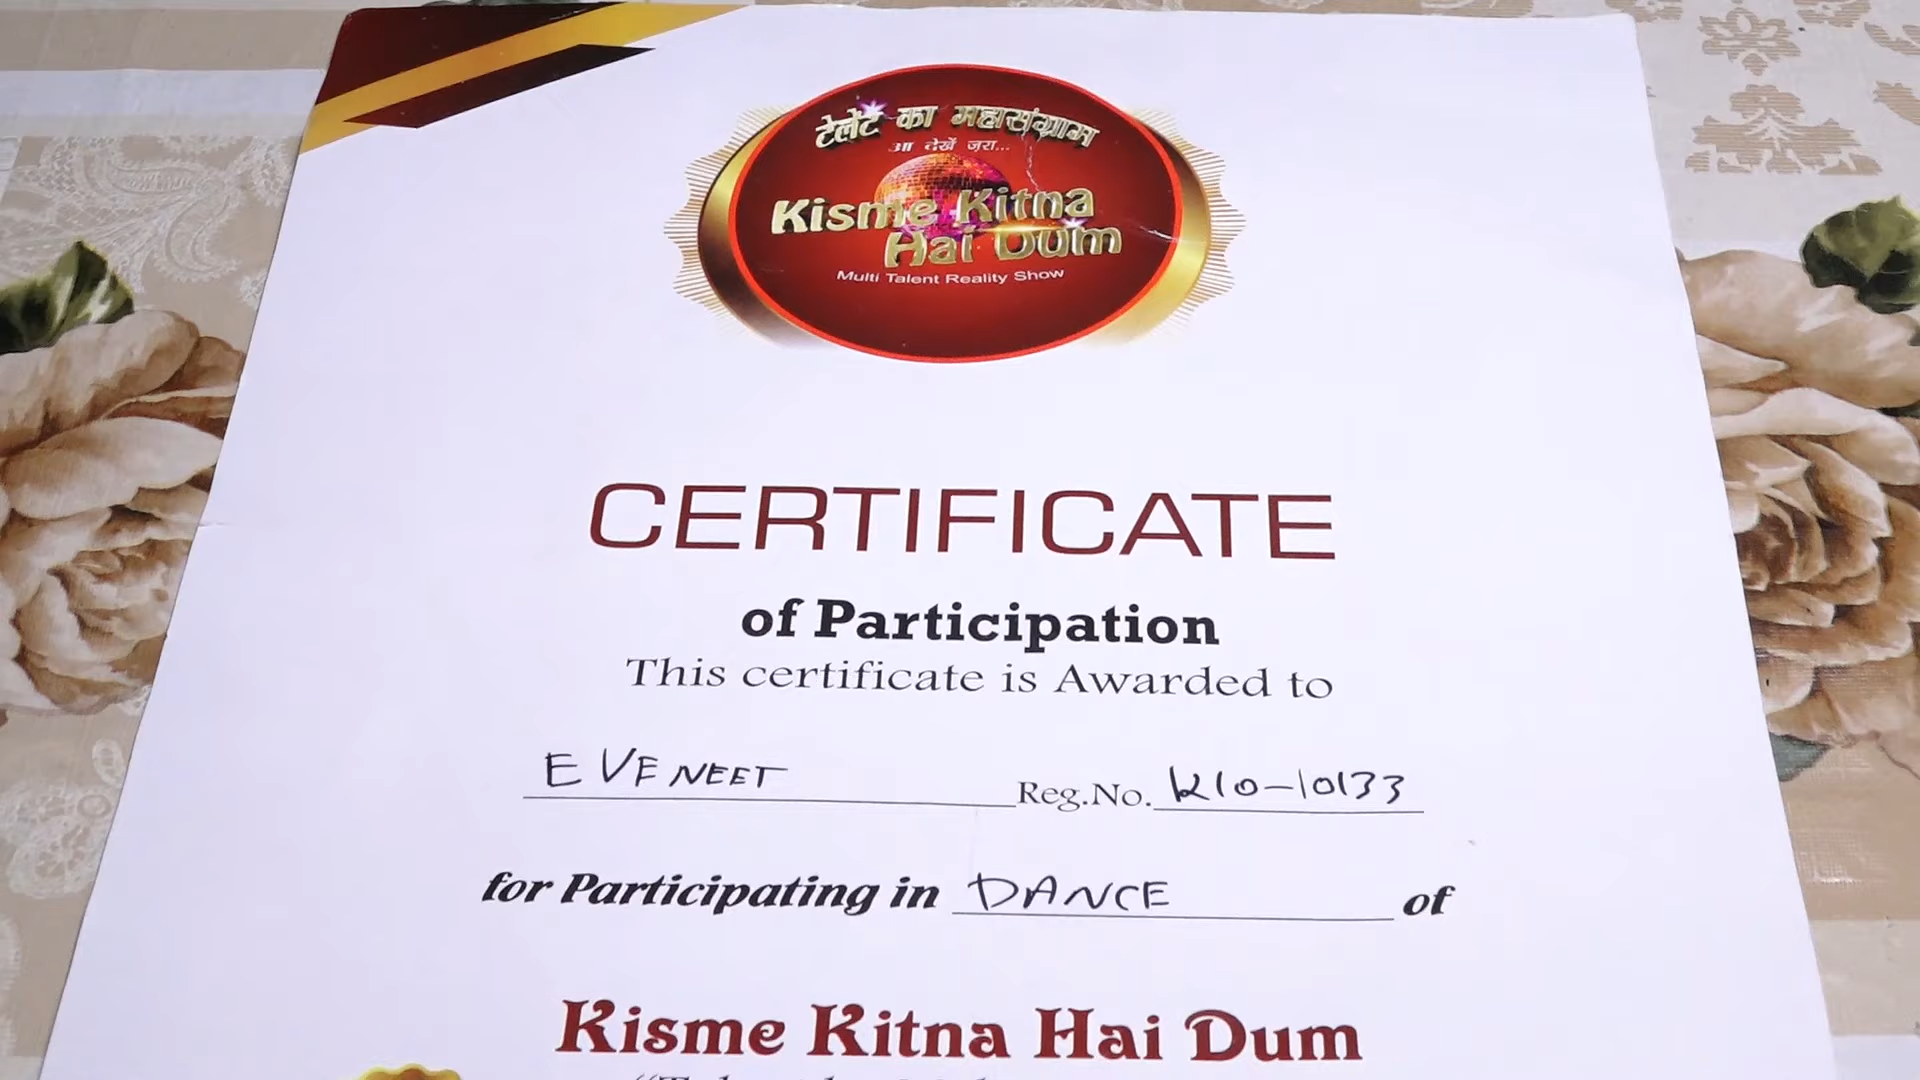 टेलेंट का महासंग्राम
आ देखें ज़रा...
Kisme Kitna
Hai Dum
Multi Talent Reality Show
CERTIFICATE
of Participation
This certificate is Awarded to
EVENEET Reg.No. K10-10133
for Participating in DANCE of
Kisme Kitna Hai Dum